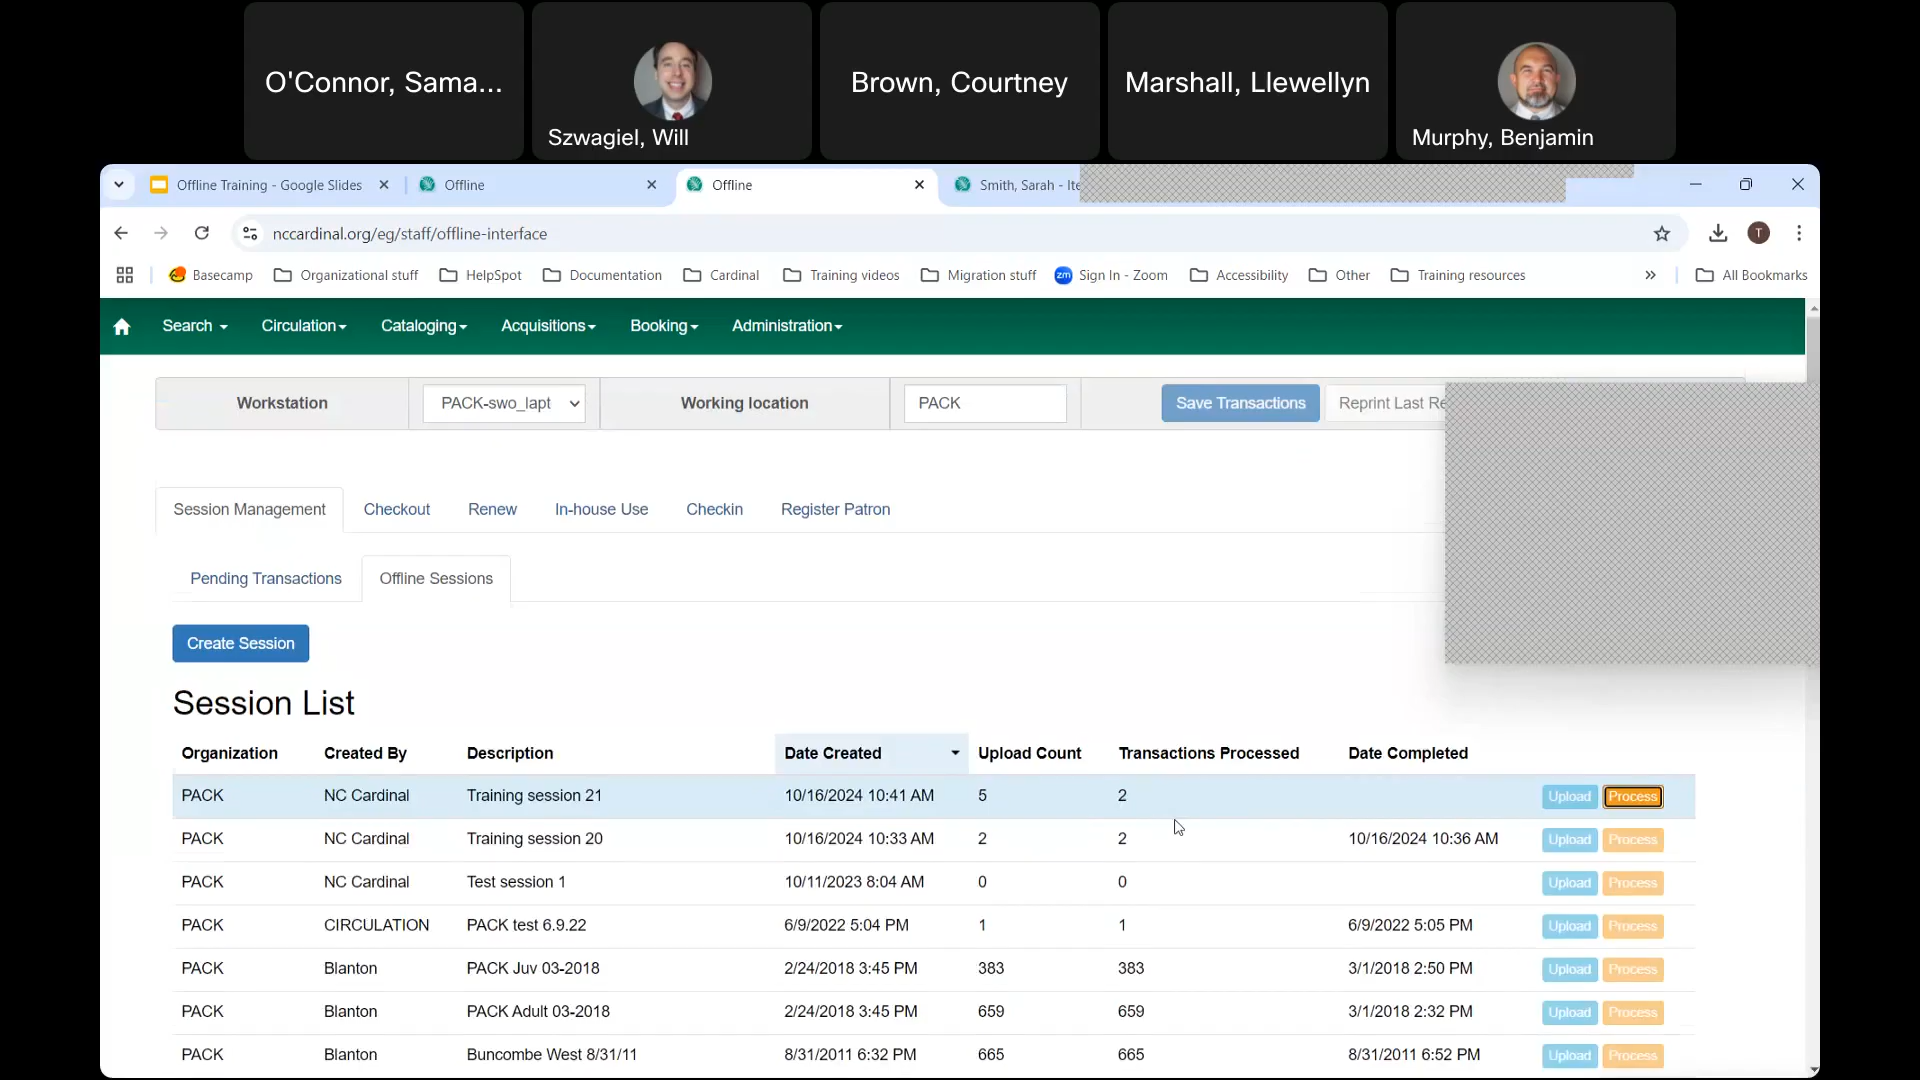 O'Connor, Sama...
Szwagiel, Will
Brown, Courtney
Marshall, Llewellyn
Murphy, Benjamin
Offline Training - Google Slides
Offline
Offline
Smith, Sarah - Ite
nccardinal.org/eg/staff/offline-interface
T
Basecamp
Organizational stuff
HelpSpot
Documentation
Cardinal
Training videos
Migration stuff
zm Sign In - Zoom
Accessibility
Other
Training resources
All Bookmarks
Search
Circulation
Cataloging
Acquisitions
Booking
Administration
Workstation
PACK-swo_lapt
Working location
PACK
Save Transactions
Reprint Last Re
Session Management
Checkout
Renew
In-house Use
Checkin
Register Patron
Pending Transactions
Offline Sessions
Create Session
Session List
Organization Created By Description Date Created Upload Count Transactions Processed Date Completed
PACK NC Cardinal Training session 21 10/16/2024 10:41 AM 5 2 Upload Process
PACK NC Cardinal Training session 20 10/16/2024 10:33 AM 2 2 10/16/2024 10:36 AM Upload Process
PACK NC Cardinal Test session 1 10/11/2023 8:04 AM 0 0 Upload Process
PACK CIRCULATION PACK test 6.9.22 6/9/2022 5:04 PM 1 1 6/9/2022 5:05 PM Upload Process
PACK Blanton PACK Juv 03-2018 2/24/2018 3:45 PM 383 383 3/1/2018 2:50 PM Upload Process
PACK Blanton PACK Adult 03-2018 2/24/2018 3:45 PM 659 659 3/1/2018 2:32 PM Upload Process
PACK Blanton Buncombe West 8/31/11 8/31/2011 6:32 PM 665 665 8/31/2011 6:52 PM Upload Process